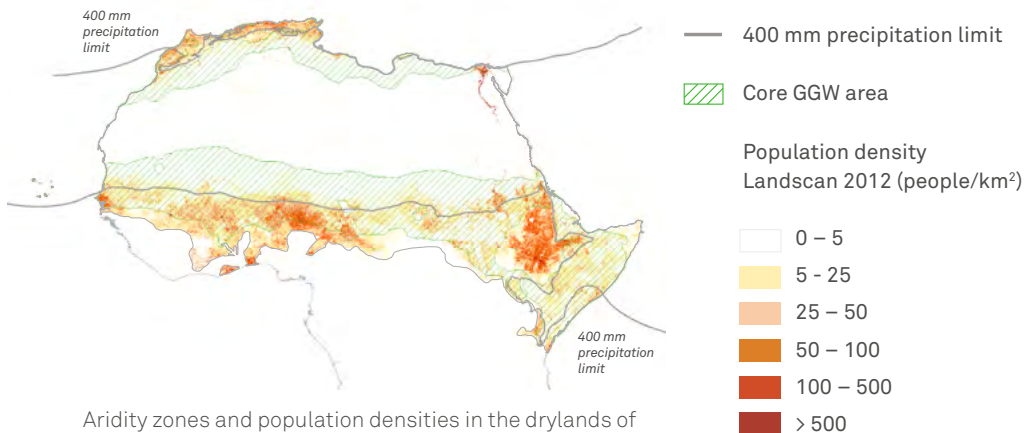 400 mm
precipitation
limit
400 mm
precipitation
limit
Aridity zones and population densities in the drylands of
400 mm precipitation limit
Core GGW area
Population density
Landscan 2012 (people/km²)
0 – 5
5 - 25
25 – 50
50 – 100
100 – 500
> 500